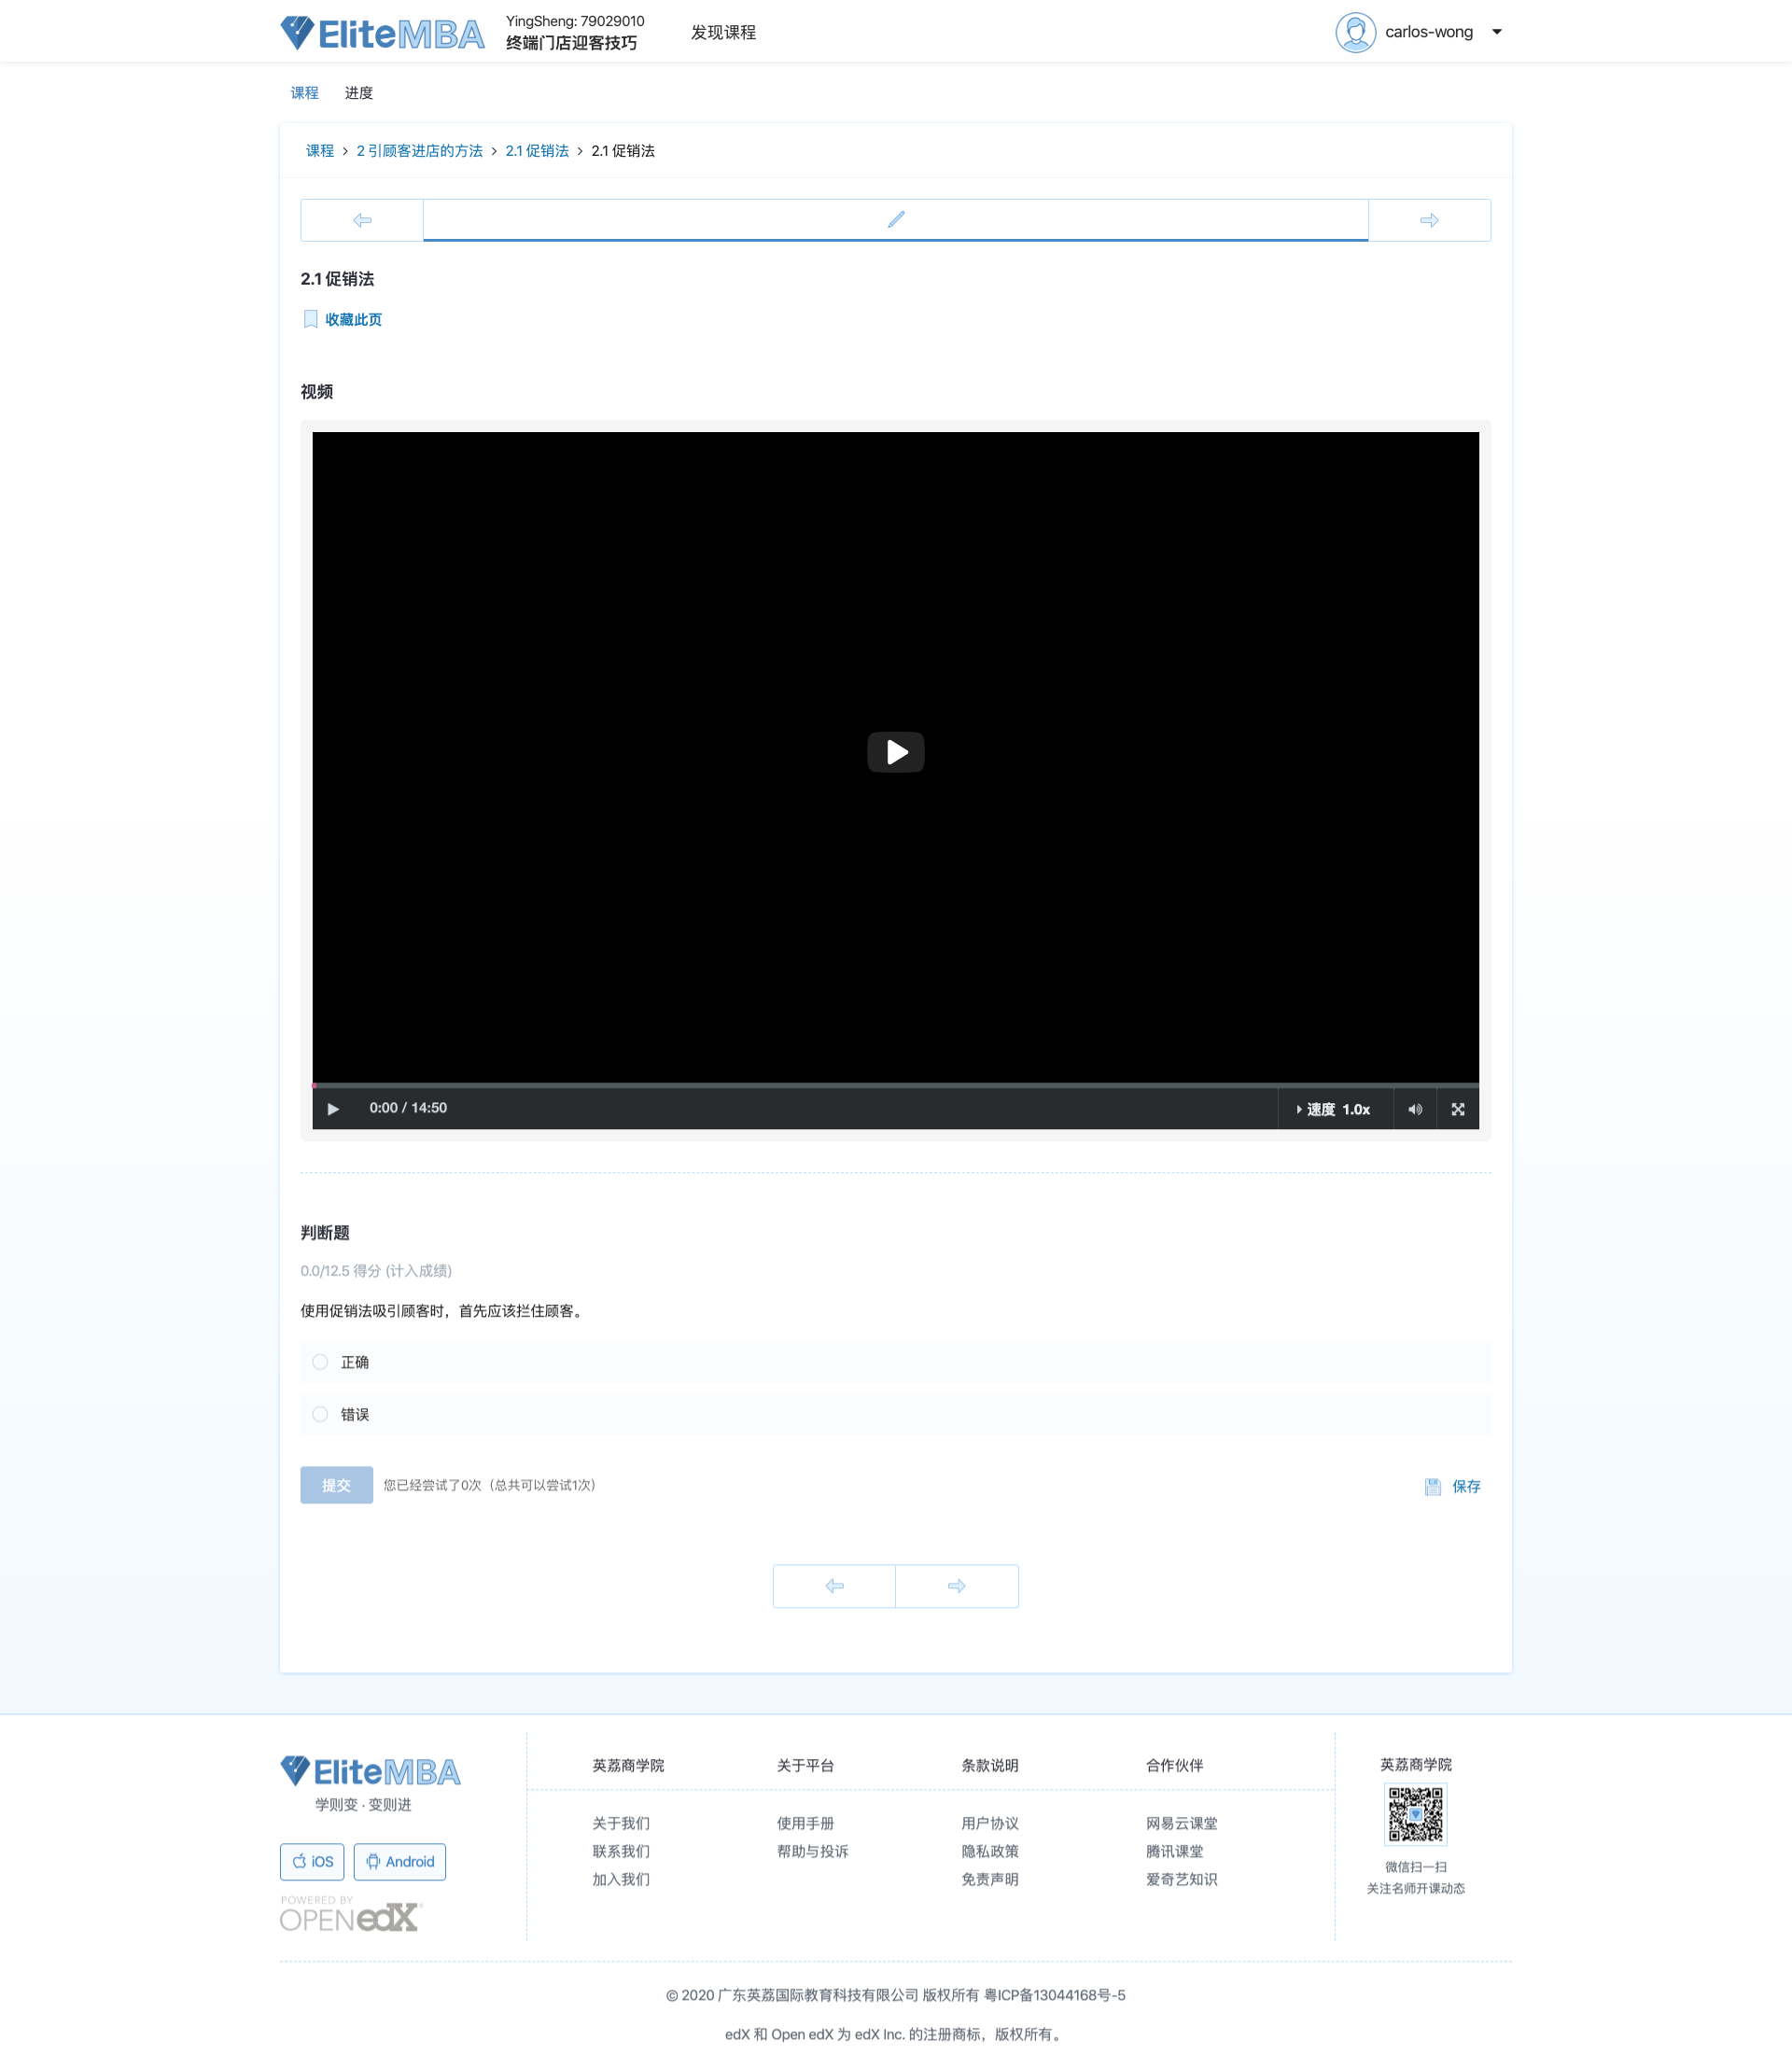 EliteMBA
YingSheng: 79029010
终端门店迎客技巧
发现课程
carlos-wong
课程
进度
课程 > 2 引顾客进店的方法 > 2.1 促销法 > 2.1 促销法
2.1 促销法
收藏此页
视频
0:00 / 14:50
速度 1.0x
判断题
0.0/12.5 得分 (计入成绩)
使用促销法吸引顾客时，首先应该拦住顾客。
正确
错误
提交
您已经尝试了0次（总共可以尝试1次）
保存
EliteMBA
学则变 · 变则进
iOS
Android
POWERED BY
OPEN edX
英荔商学院
关于我们
联系我们
加入我们
关于平台
使用手册
帮助与投诉
条款说明
用户协议
隐私政策
免责声明
合作伙伴
网易云课堂
腾讯课堂
爱奇艺知识
英荔商学院
微信扫一扫
关注名师开课动态
© 2020 广东英荔国际教育科技有限公司 版权所有 粤ICP备13044168号-5
edX 和 Open edX 为 edX Inc. 的注册商标，版权所有。